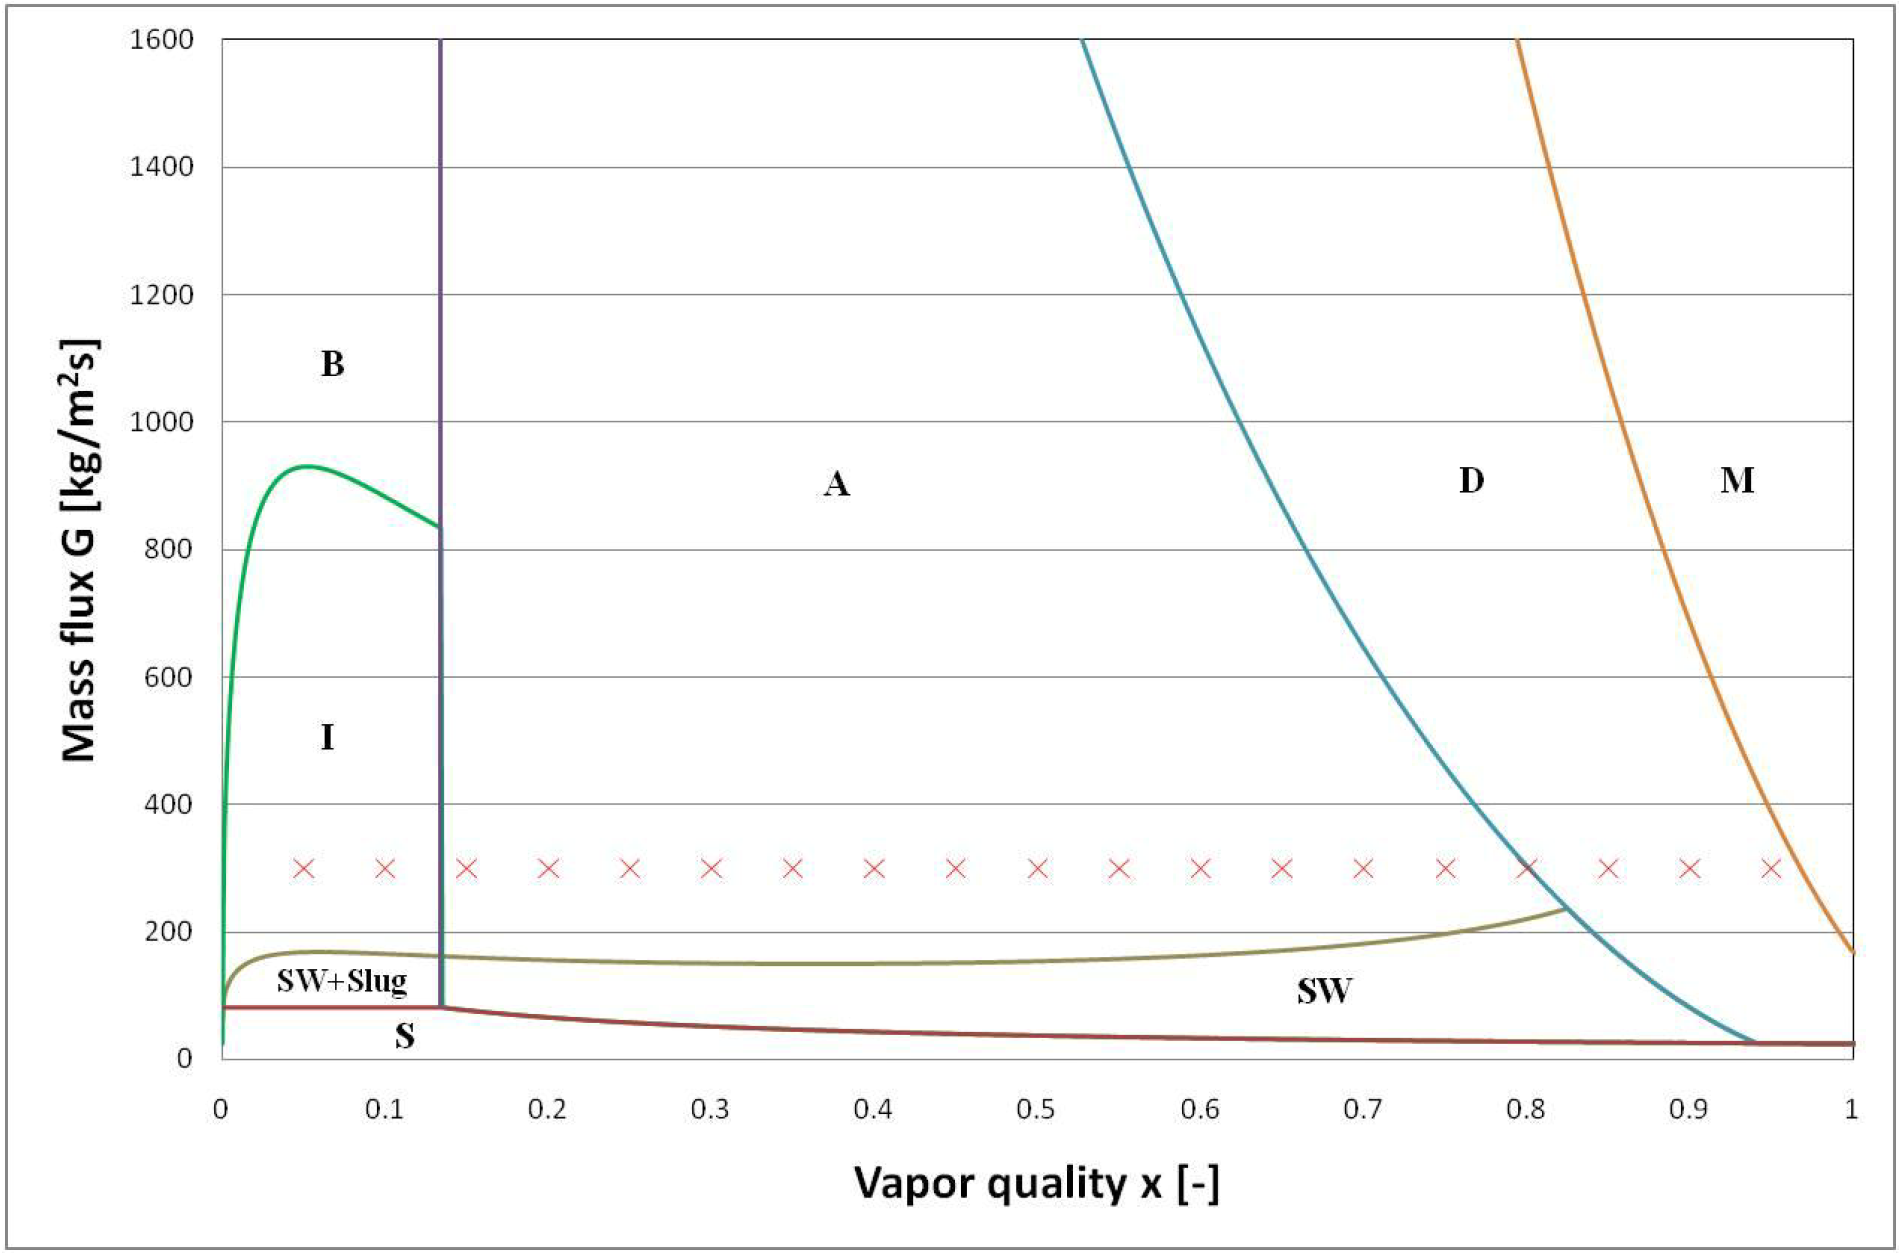 1600
1400
1200
1000
800
600
400
200
0
Mass flux G [kg/m²s]
B
A
D
M
I
SW+Slug
SW
S
0 0.1 0.2 0.3 0.4 0.5 0.6 0.7 0.8 0.9 1
Vapor quality x [-]